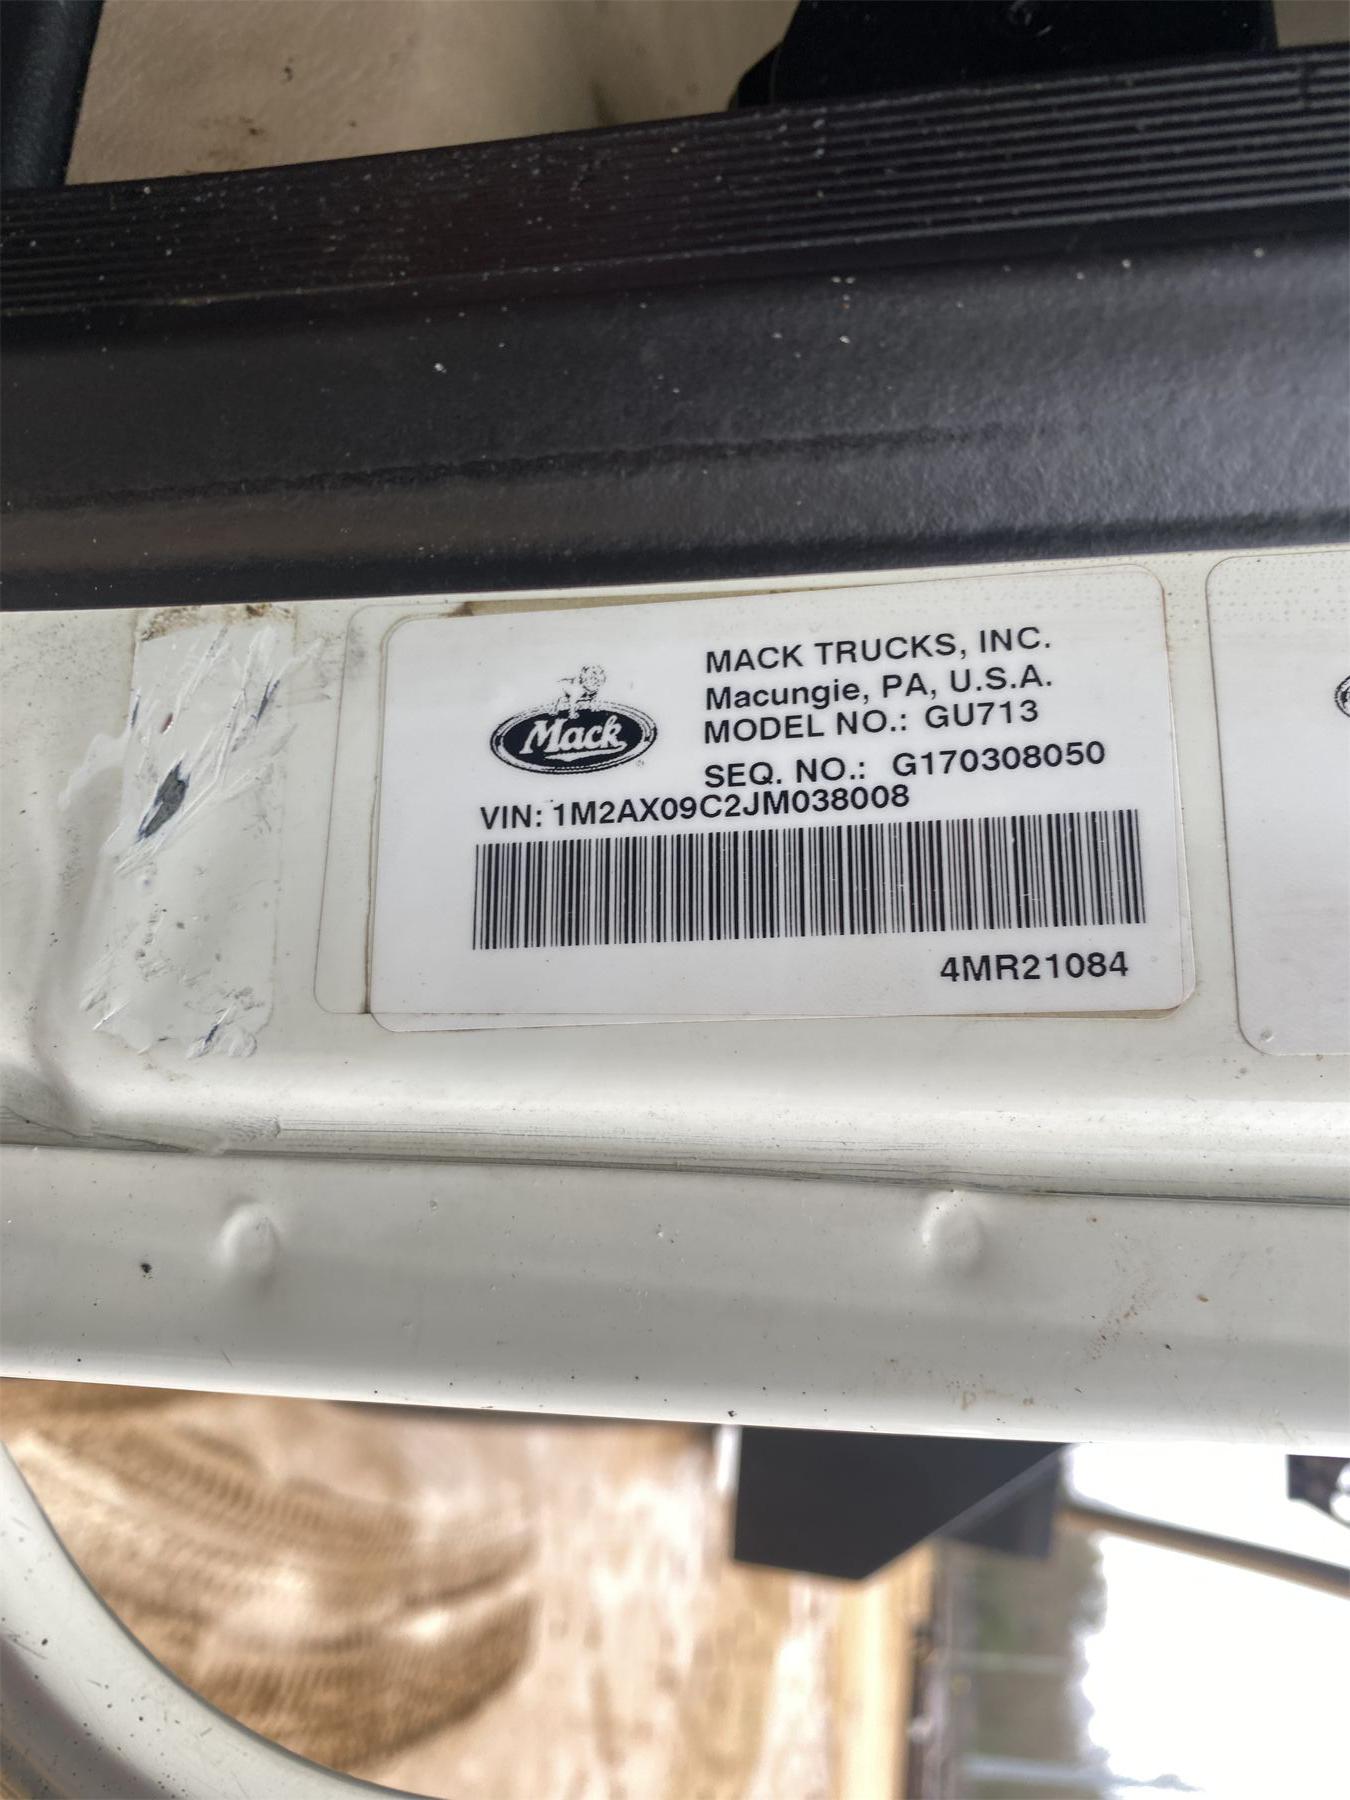 Mack
MACK TRUCKS, INC.
Macungie, PA, U.S.A.
MODEL NO.: GU713
SEQ. NO.: G170308050
VIN: 1M2AX09C2JM038008
4MR21084